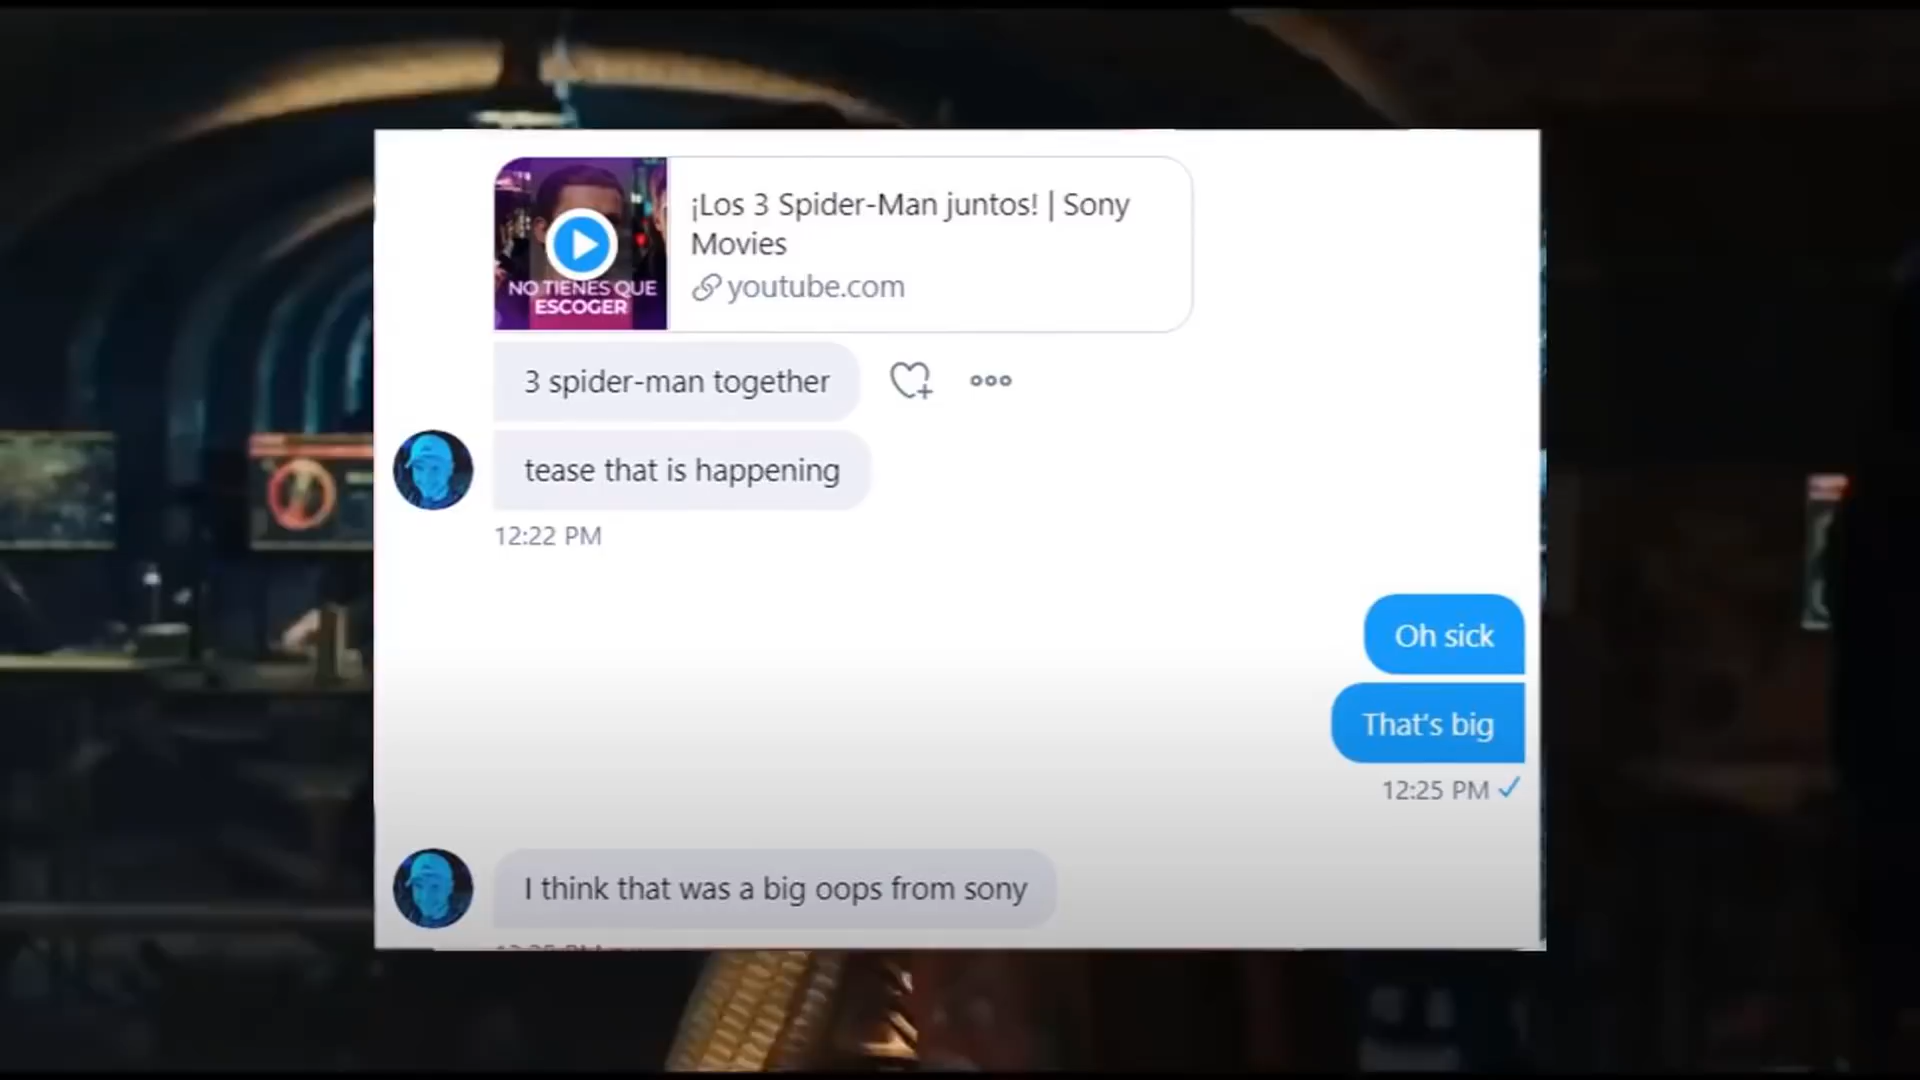 ¡Los 3 Spider-Man juntos! | Sony
Movies
youtube.com
NO TIENES QUE
ESCOGER
3 spider-man together
tease that is happening
12:22 PM
Oh sick
That's big
12:25 PM
I think that was a big oops from sony